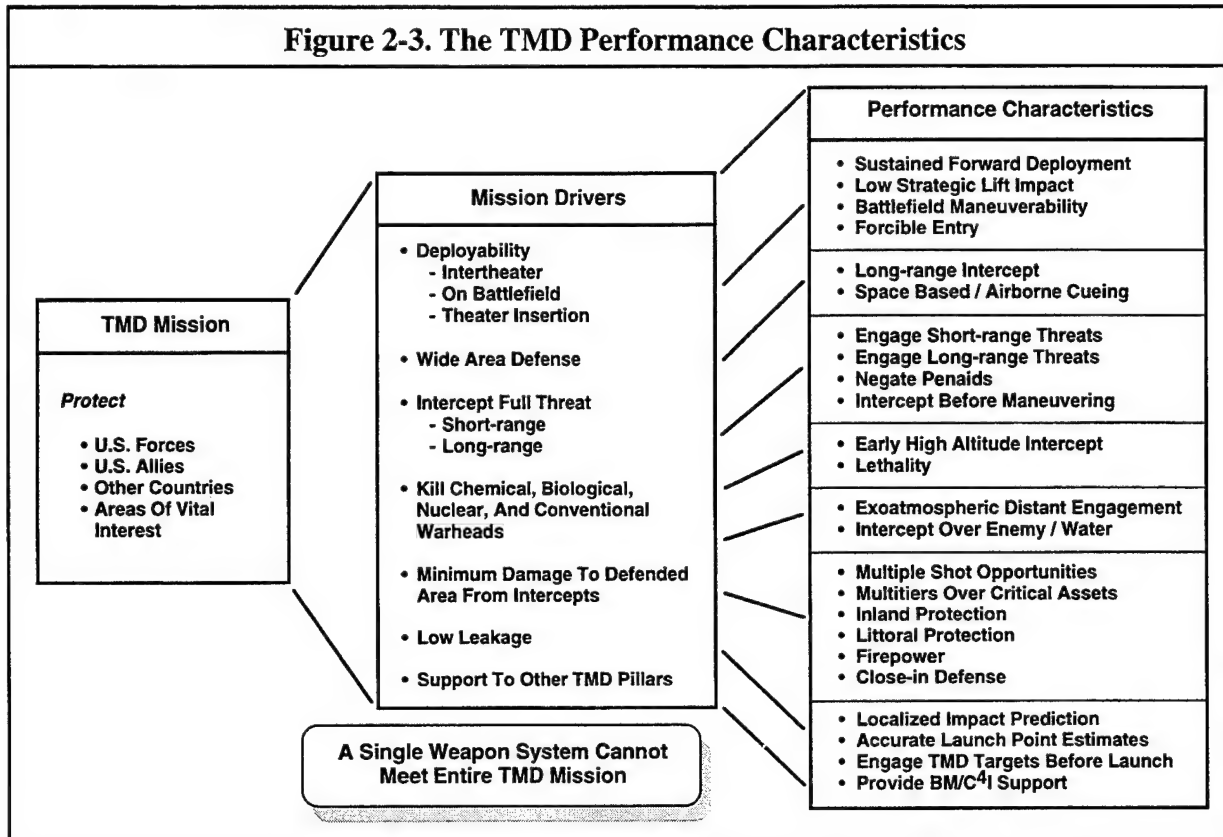 Figure 2-3. The TMD Performance Characteristics
TMD Mission
Protect
• U.S. Forces
• U.S. Allies
• Other Countries
• Areas Of Vital
Interest
Mission Drivers
• Deployability
- Intertheater
- On Battlefield
- Theater Insertion
• Wide Area Defense
• Intercept Full Threat
- Short-range
- Long-range
• Kill Chemical, Biological,
Nuclear, And Conventional
Warheads
• Minimum Damage To Defended
Area From Intercepts
• Low Leakage
• Support To Other TMD Pillars
A Single Weapon System Cannot
Meet Entire TMD Mission
Performance Characteristics
• Sustained Forward Deployment
• Low Strategic Lift Impact
• Battlefield Maneuverability
• Forcible Entry
• Long-range Intercept
• Space Based / Airborne Cueing
• Engage Short-range Threats
• Engage Long-range Threats
• Negate Penaids
• Intercept Before Maneuvering
• Early High Altitude Intercept
• Lethality
• Exoatmospheric Distant Engagement
• Intercept Over Enemy / Water
• Multiple Shot Opportunities
• Multitiers Over Critical Assets
• Inland Protection
• Littoral Protection
• Firepower
• Close-in Defense
• Localized Impact Prediction
• Accurate Launch Point Estimates
• Engage TMD Targets Before Launch
• Provide BM/C⁴I Support